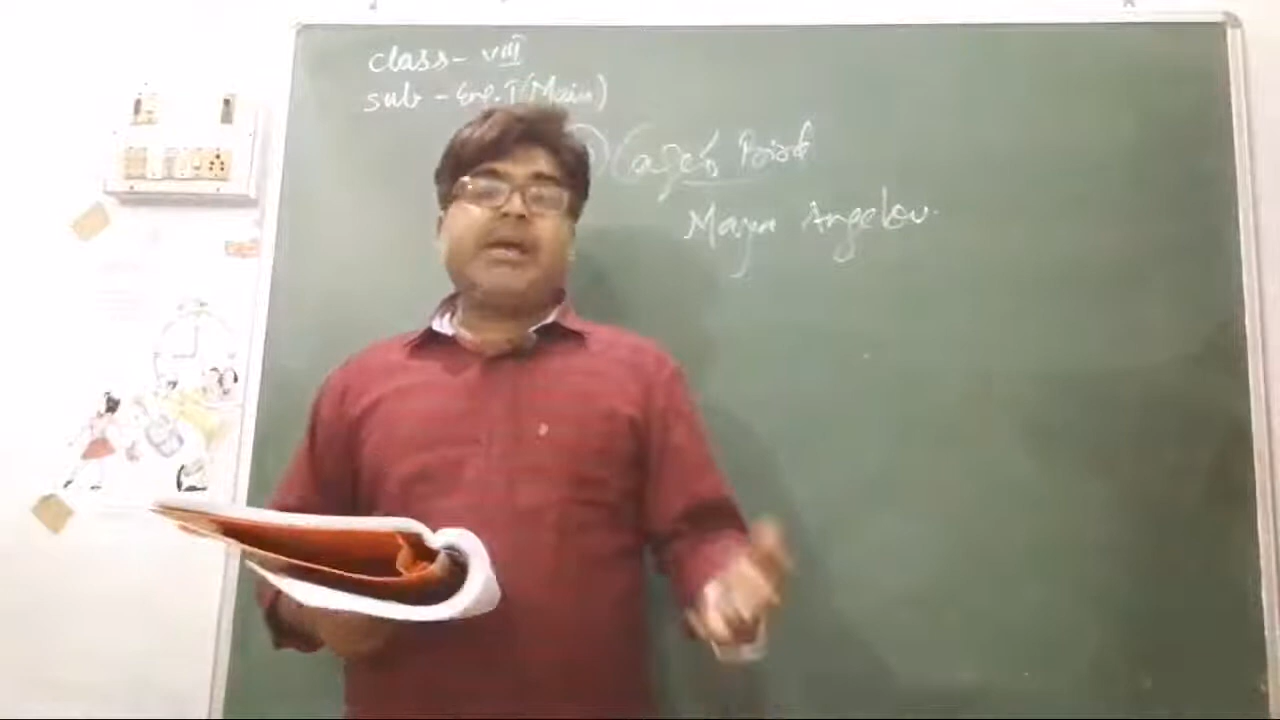 class - VIII
sub - Eng. I (Main)
Caged Bird
Maya Angelou.